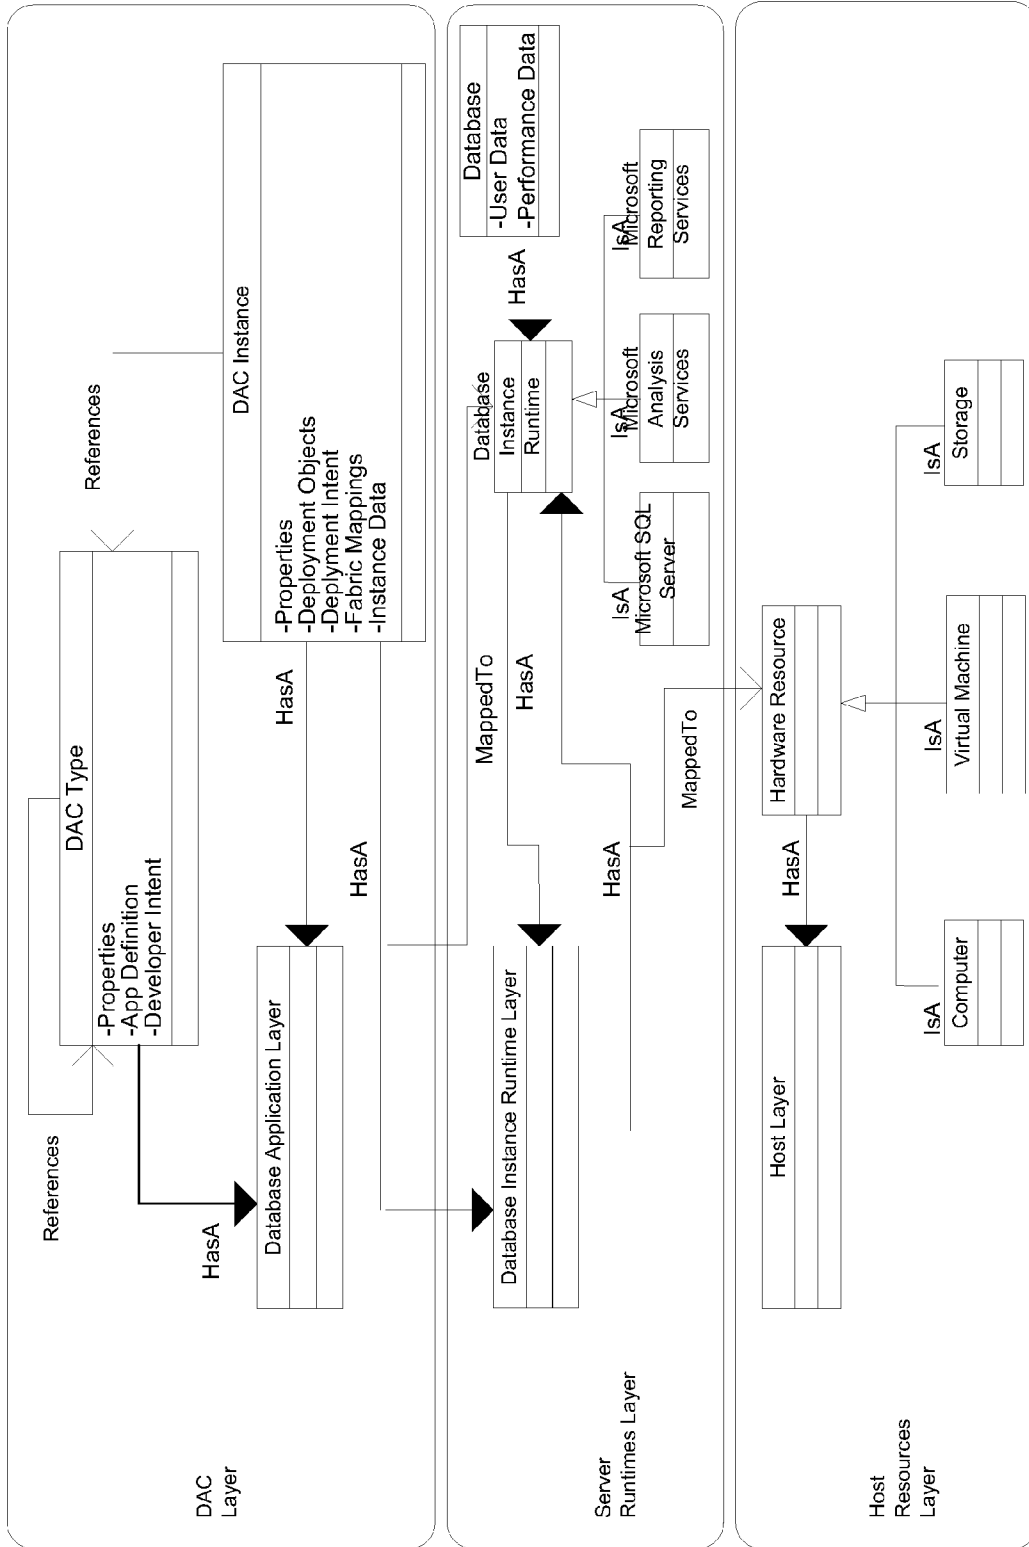 References
DAC Type
-Properties
-App Definition
-Developer Intent
References
DAC Instance
-Properties
-Deployment Objects
-Deplyment Intent
-Fabric Mappings
-Instance Data
HasA
HasA
Database Application Layer
HasA
DAC
Layer
MappedTo
Database
-User Data
-Performance Data
HasA
Database
Instance
Runtime
HasA
Database Instance Runtime Layer
IsA
Microsoft SQL
Server
IsA
Microsoft
Analysis
Services
IsA
Microsoft
Reporting
Services
HasA
Server
Runtimes Layer
MappedTo
Host Layer
HasA
Hardware Resource
IsA
Computer
IsA
Virtual Machine
IsA
Storage
Host
Resources
Layer